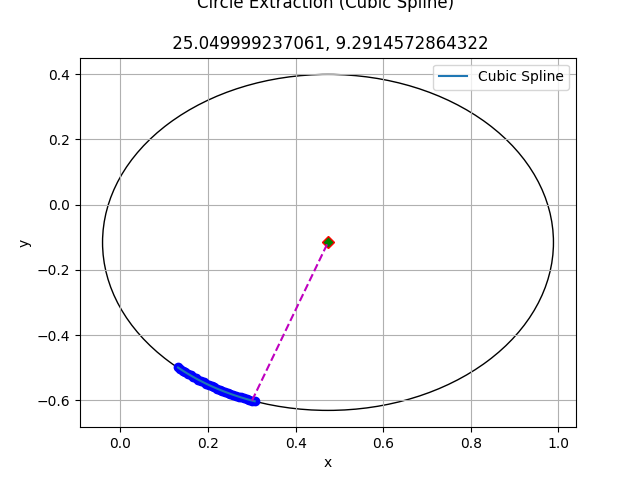 Circle Extraction (Cubic Spline)
25.049999237061, 9.2914572864322
Cubic Spline
0.4
0.2
0.0
−0.2
−0.4
−0.6
y
0.0 0.2 0.4 0.6 0.8 1.0
x